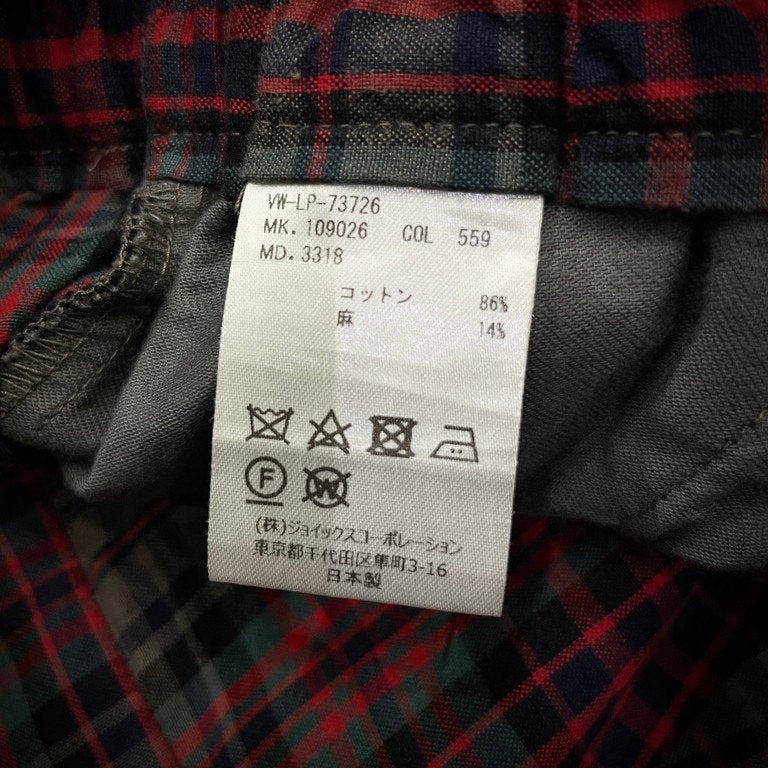 VW-LP-73726
MK. 109026 COL 559
MD. 3318
コットン 86%
麻 14%
F W
(株)ジョイックスコーポレーション
東京都千代田区隼町3-16
日本製